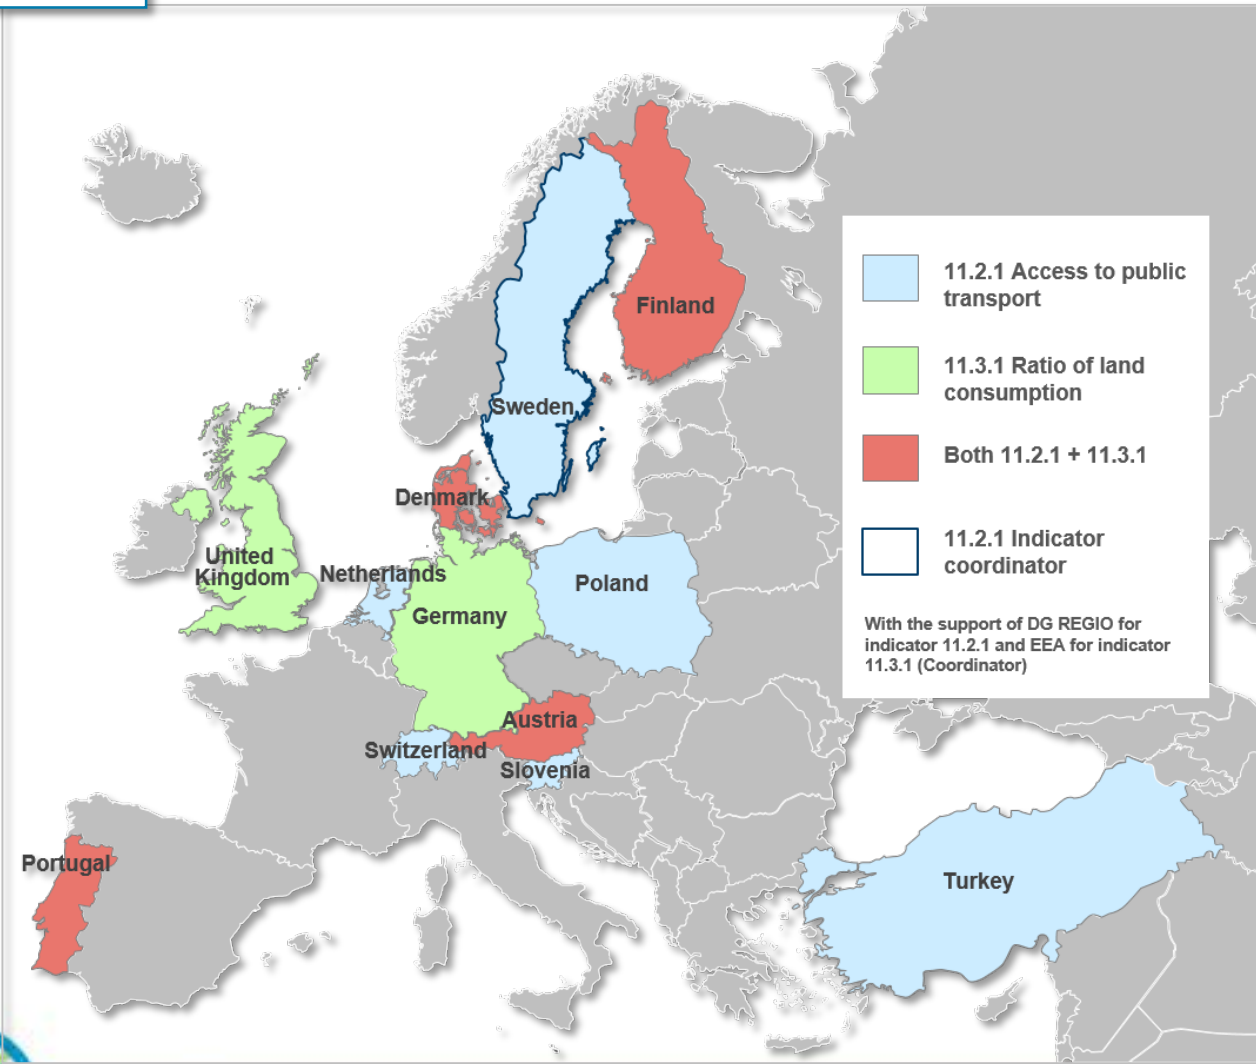 Finland
Sweden
Denmark
United
Kingdom
Netherlands
Germany
Poland
Austria
Switzerland
Slovenia
Portugal
Turkey
11.2.1 Access to public
transport
11.3.1 Ratio of land
consumption
Both 11.2.1 + 11.3.1
11.2.1 Indicator
coordinator
With the support of DG REGIO for
indicator 11.2.1 and EEA for indicator
11.3.1 (Coordinator)